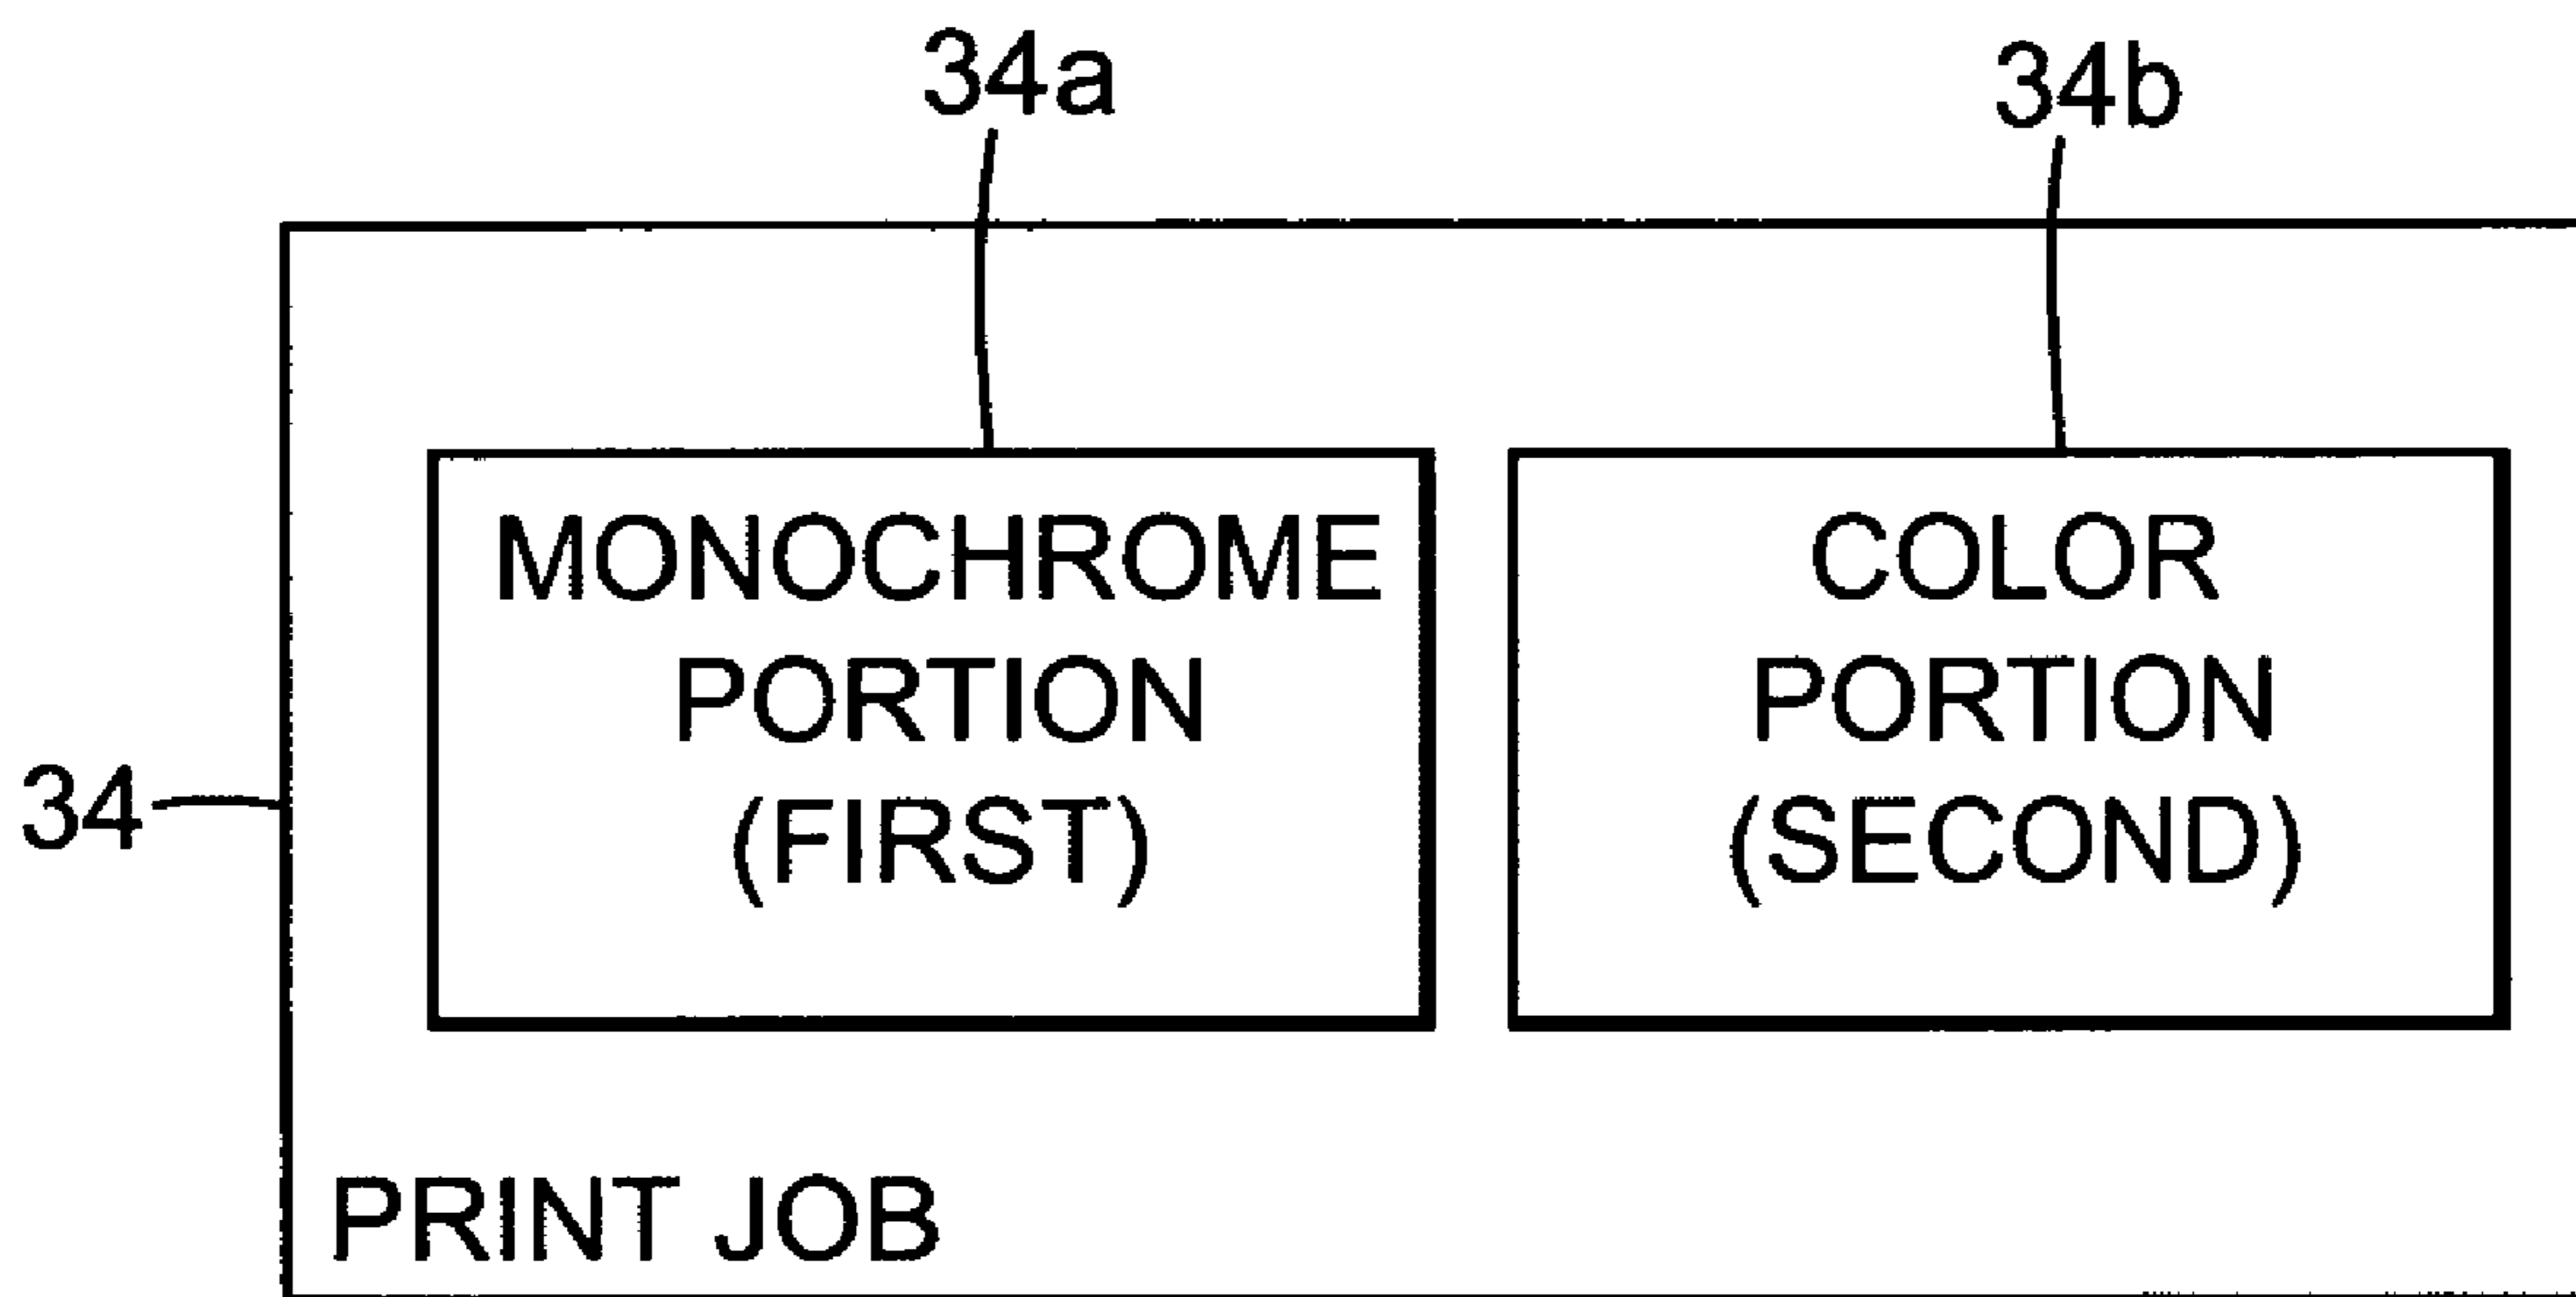 34a
34b
MONOCHROME
PORTION
(FIRST)
COLOR
PORTION
(SECOND)
34
PRINT JOB